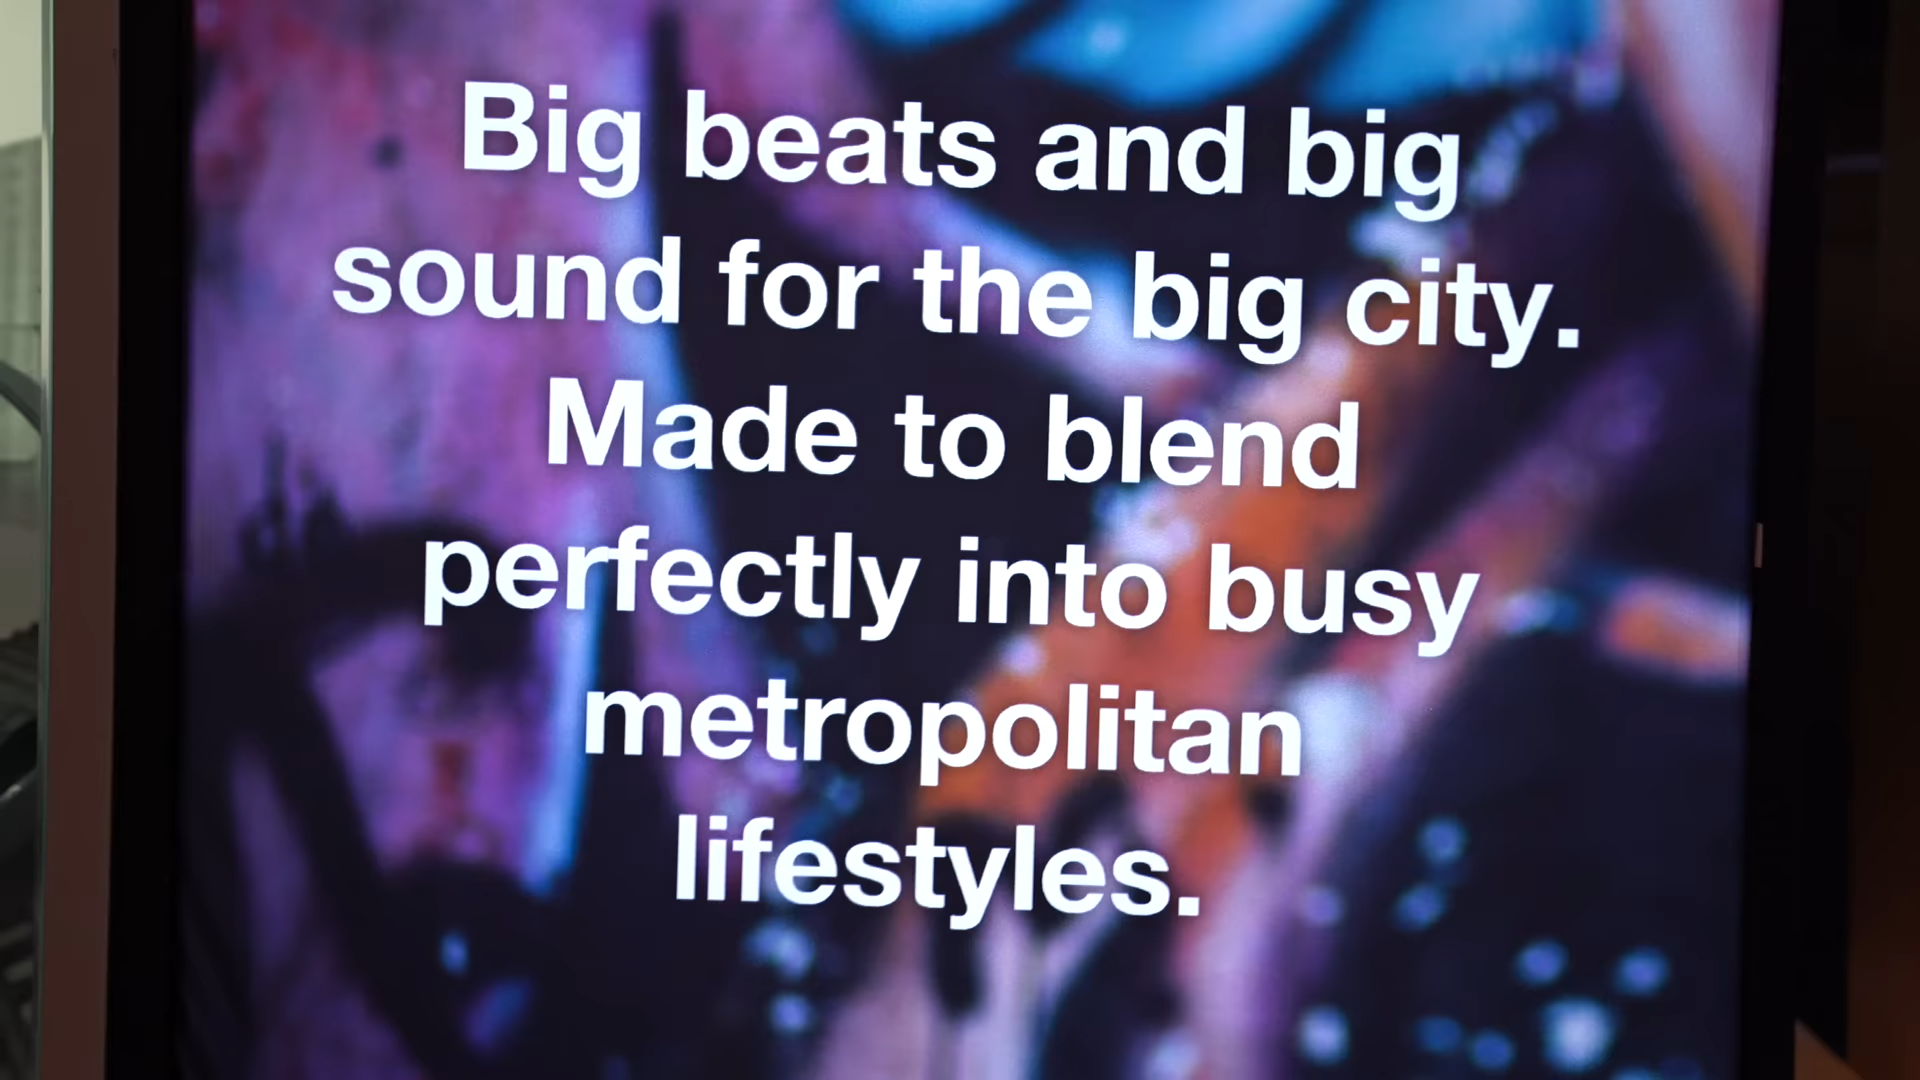 Big beats and big
sound for the big city.
Made to blend
perfectly into busy
metropolitan
lifestyles.